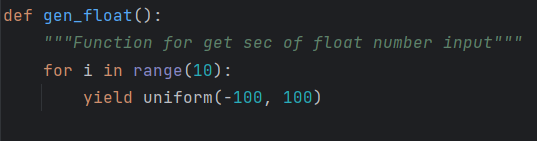 def gen_float():
    """Function for get sec of float number input"""
    for i in range(10):
        yield uniform(-100, 100)